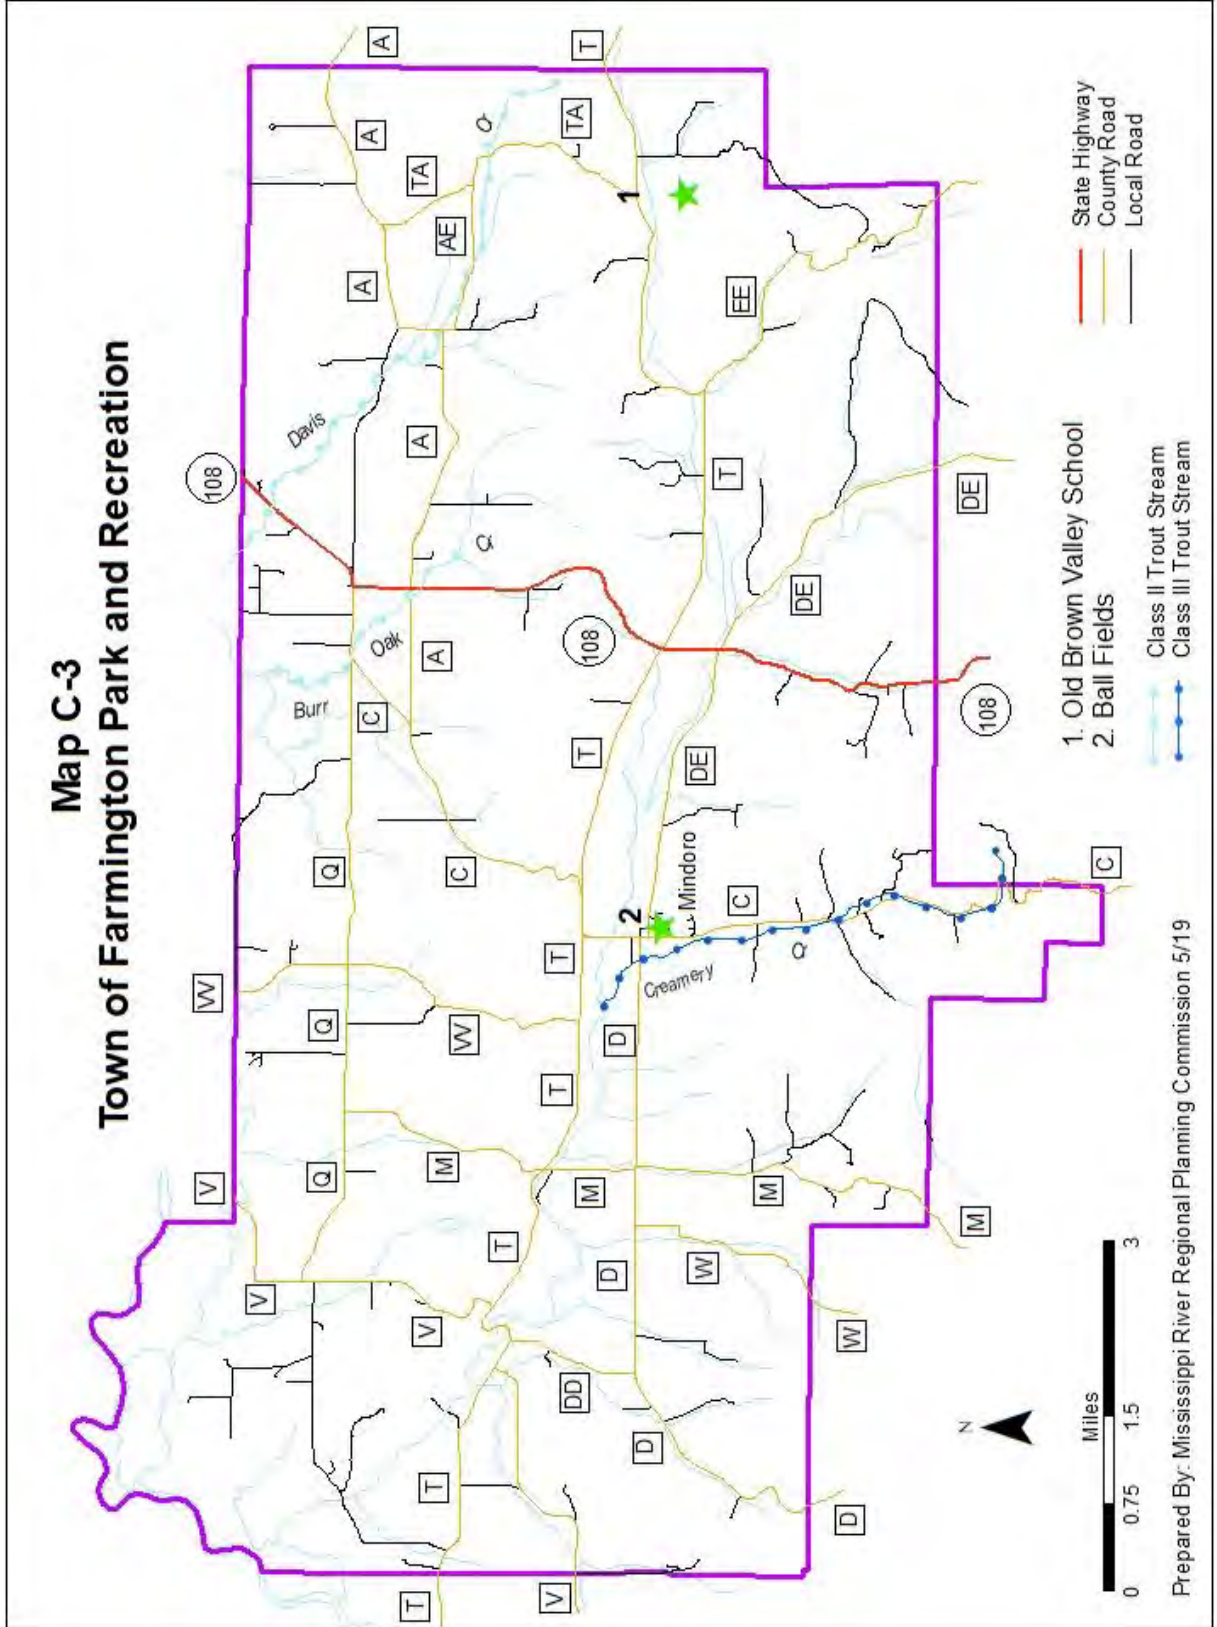 Map C-3
Town of Farmington Park and Recreation
V
W
108
V
Burr
Davis
Q
Q
Q
C
Oak
A
A
A
T
V
A
A
TA
T
M
AE
W
C
Cr
Cr
T
V
T
T
DD
M
T
108
TA
T
D
D
2
1
D
Creamery
Mindoro
W
DE
T
C
EE
M
Cr
DE
D
W
M
108
DE
C
N
Miles
0 0.75 1.5 3
1. Old Brown Valley School
2. Ball Fields
Class II Trout Stream
Class III Trout Stream
State Highway
County Road
Local Road
Prepared By: Mississippi River Regional Planning Commission 5/19